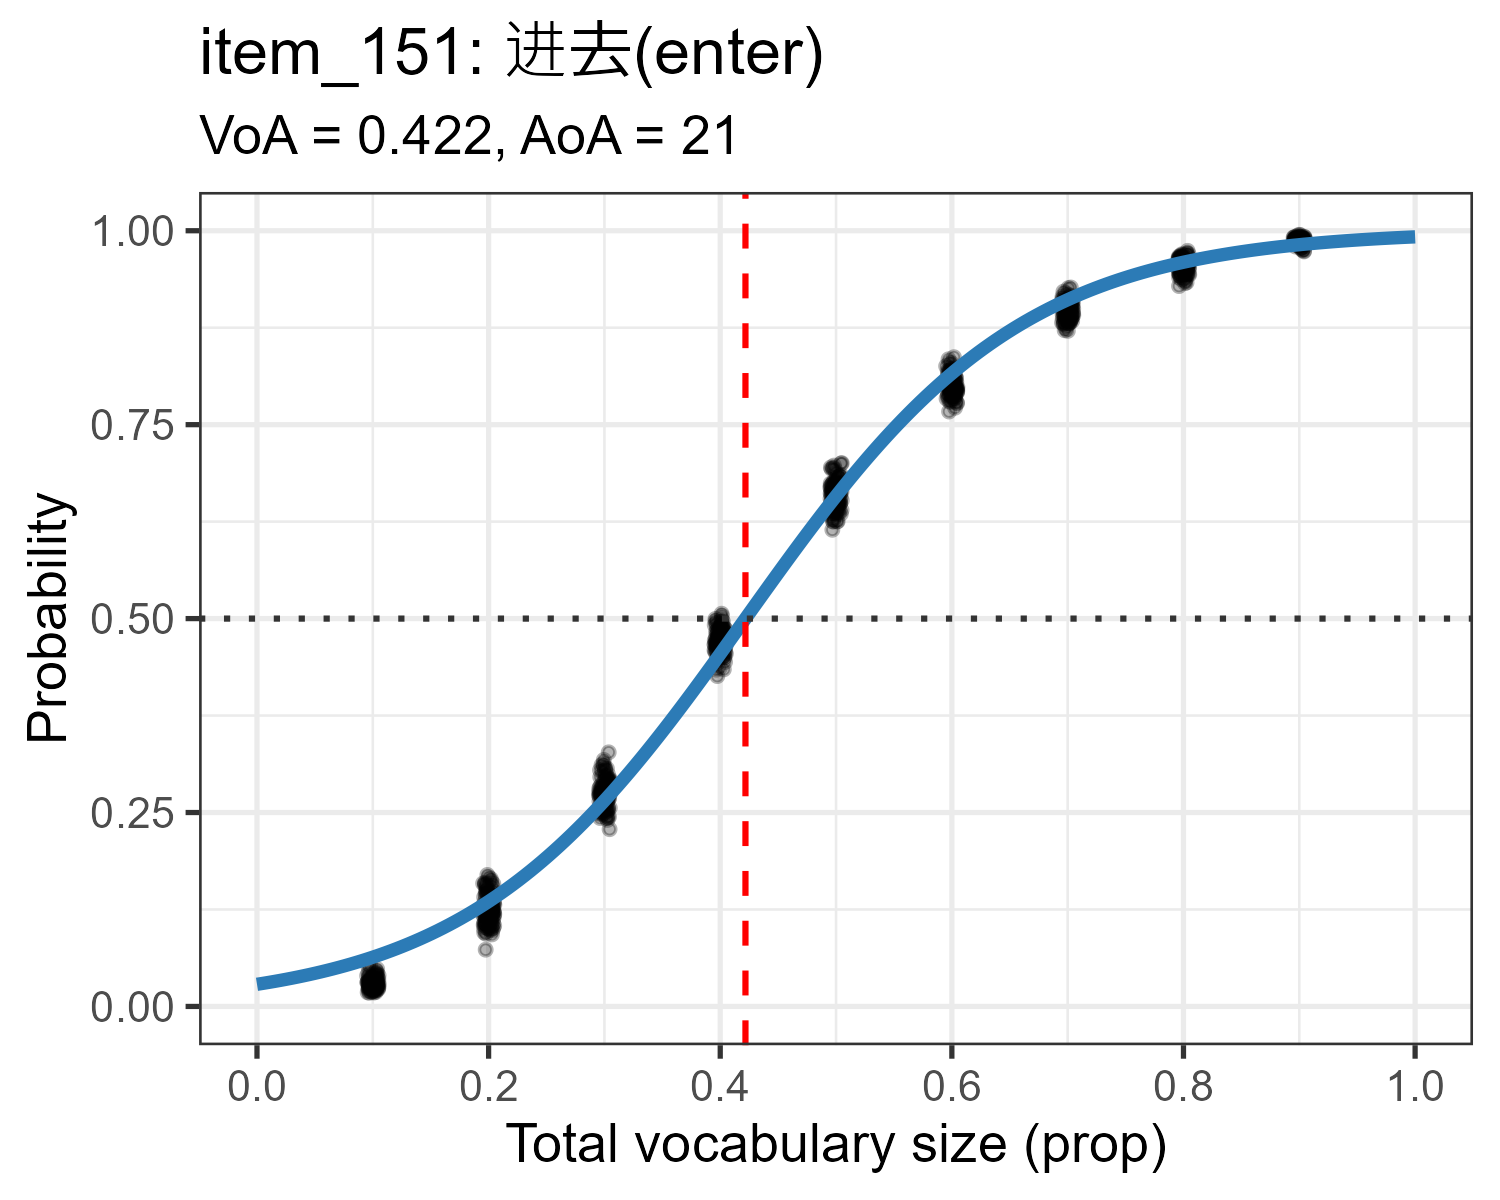 item_151: 进去(enter)
VoA = 0.422, AoA = 21
Probability
1.00
0.75
0.50
0.25
0.00
0.0 0.2 0.4 0.6 0.8 1.0
Total vocabulary size (prop)